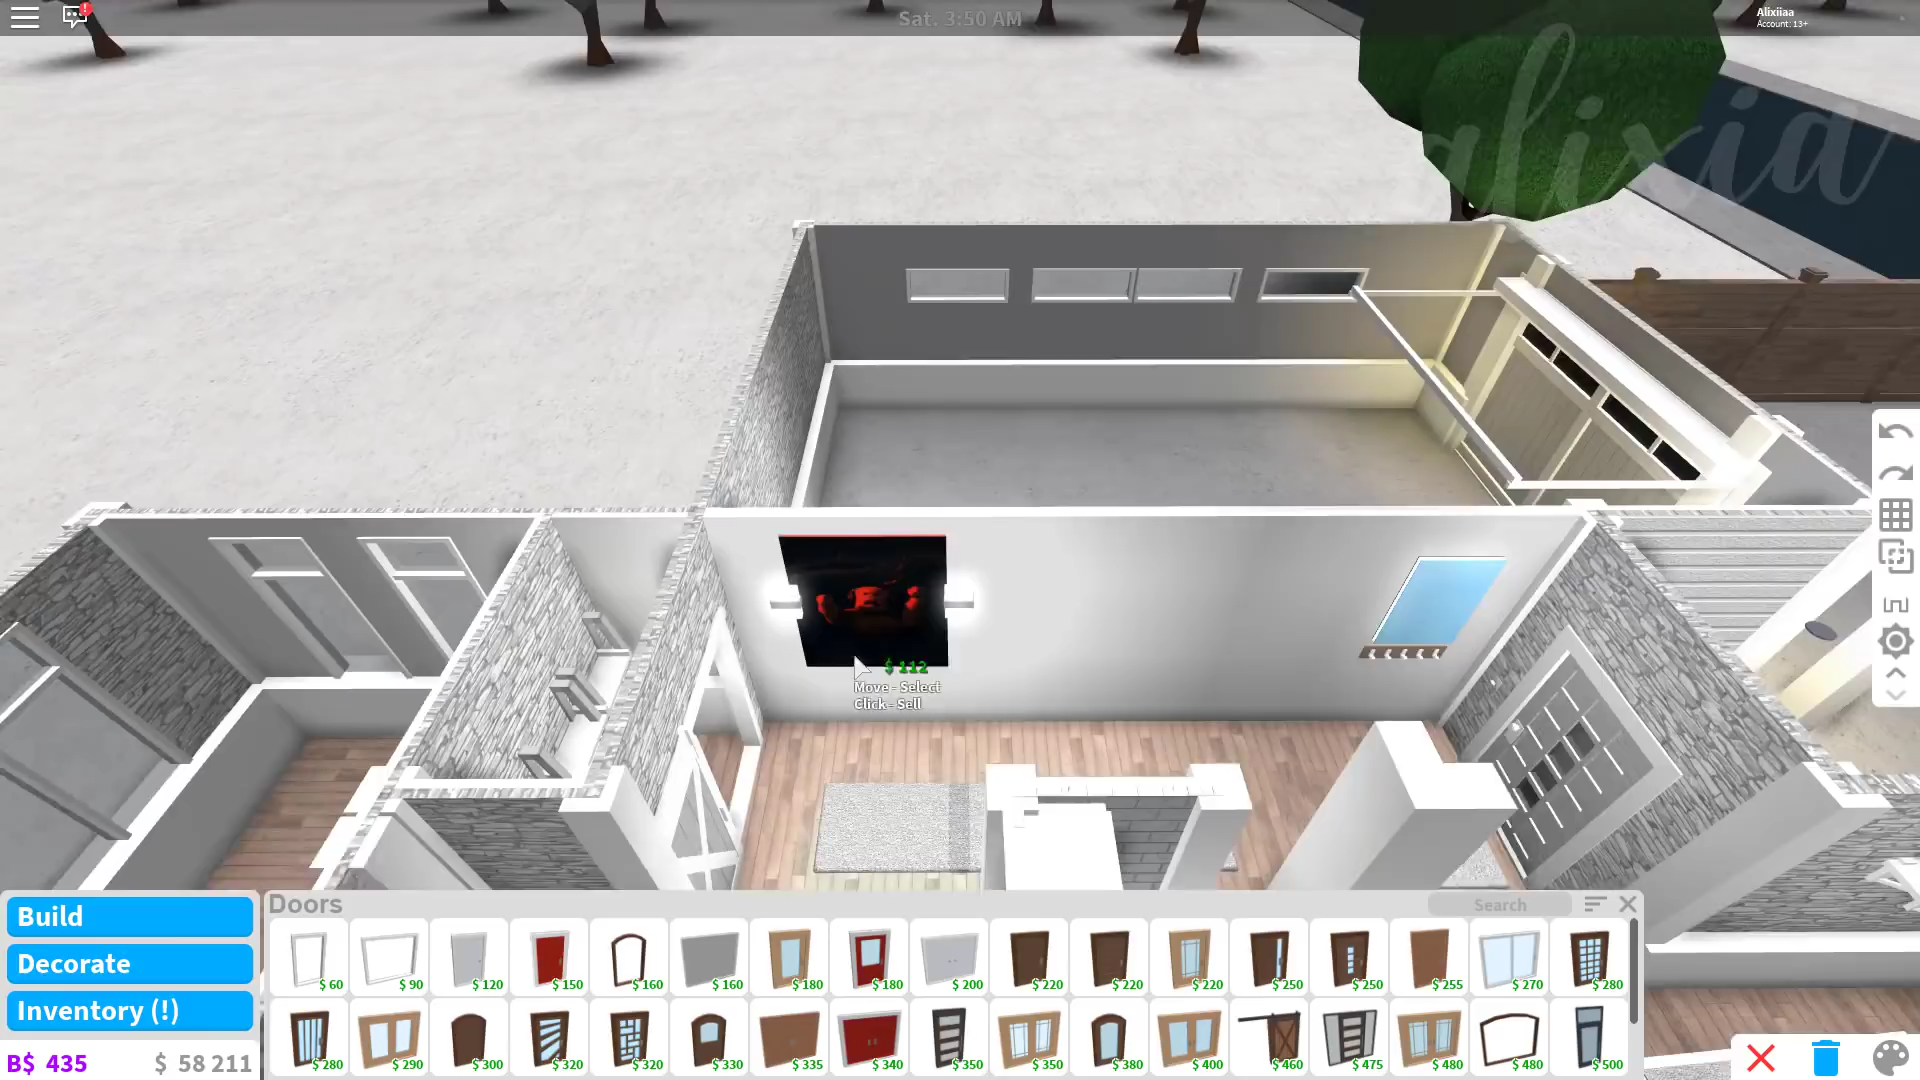 Sat. 3:50 AM
Alixiiaa
Account: 13+
alixia
$ 112
Move - Select
Click - Sell
Doors
Search
Build
Decorate
Inventory (!)
B$ 435
$ 58 211
$ 60
$ 90
$ 120
$ 150
$ 160
$ 160
$ 180
$ 180
$ 200
$ 220
$ 220
$ 220
$ 250
$ 250
$ 255
$ 270
$ 280
$ 280
$ 290
$ 300
$ 320
$ 320
$ 330
$ 335
$ 340
$ 350
$ 350
$ 380
$ 400
$ 460
$ 475
$ 480
$ 480
$ 500